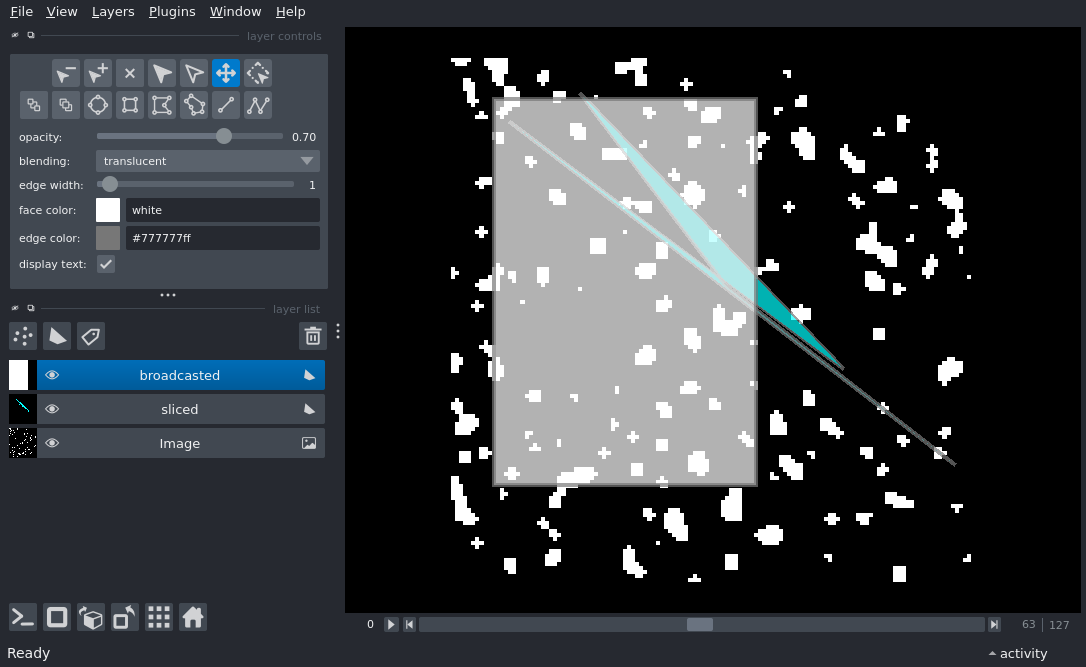 File View Layers Plugins Window Help
layer controls
opacity: 0.70
blending: translucent
edge width: 1
face color: white
edge color: #777777ff
display text:
layer list
broadcasted
sliced
Image
0 63 127
Ready activity